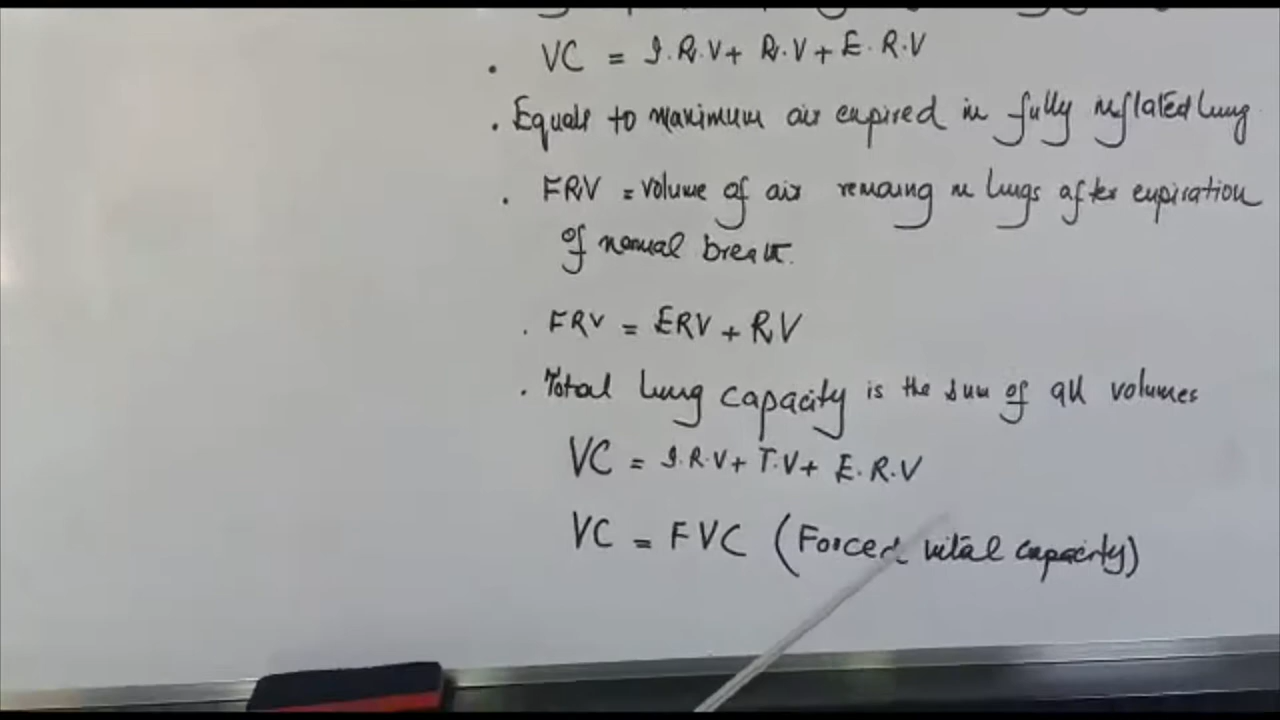 . VC = I.R.V+ R.V+E.R.V
. Equals to maximum air expired in fully inflated lung
. FRV = volume of air remaing in lungs after expiration
of normal breath.
. FRV = ERV + RV
. Total lung capacity is the sum of all volumes
VC = I.R.V+ T.V+ E.R.V
VC = FVC (Forced vital capacity)